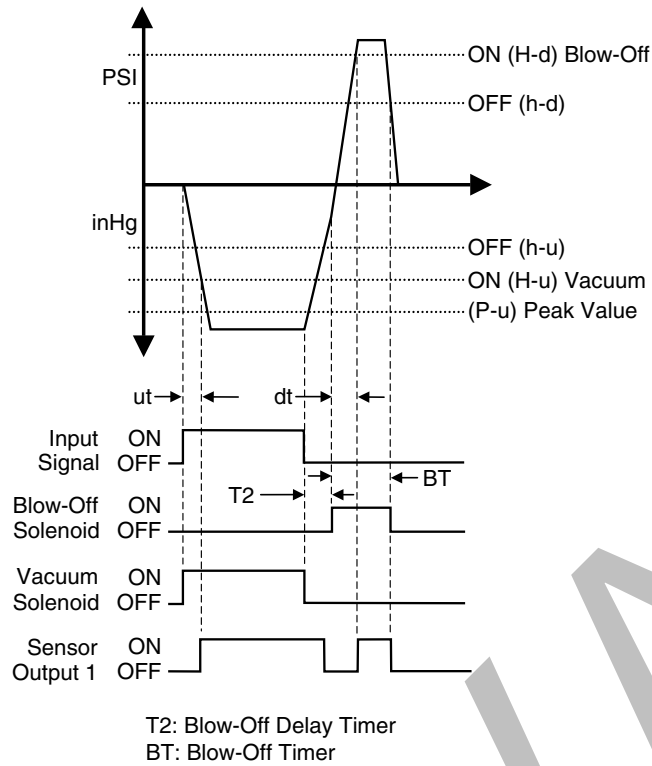 PSI
ON (H-d) Blow-Off
OFF (h-d)
inHg
OFF (h-u)
ON (H-u) Vacuum
(P-u) Peak Value
ut
dt
Input Signal
ON
OFF
BT
T2
Blow-Off Solenoid
ON
OFF
Vacuum Solenoid
ON
OFF
Sensor Output 1
ON
OFF
T2: Blow-Off Delay Timer
BT: Blow-Off Timer